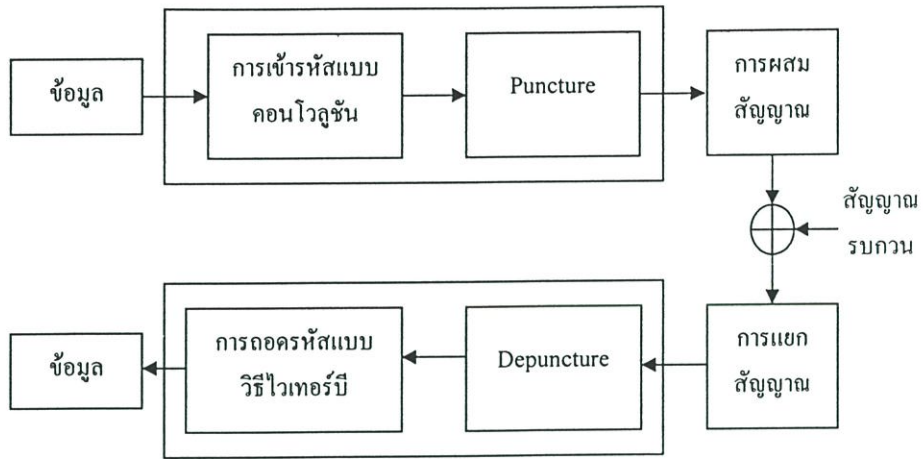 ข้อมูล
การเข้ารหัสแบบ
คอนโวลูชัน
Puncture
การผสม
สัญญาณ
สัญญาณ
รบกวน
ข้อมูล
การถอดรหัสแบบ
วิธีไวเทอร์บี
Depuncture
การแยก
สัญญาณ